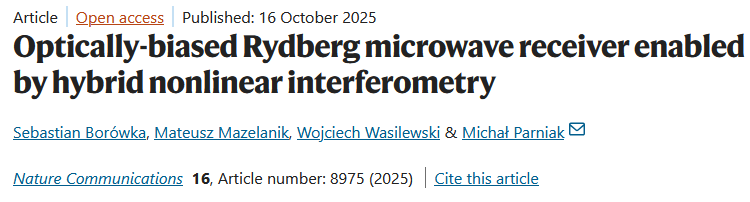 Article | Open access | Published: 16 October 2025
Optically-biased Rydberg microwave receiver enabled
by hybrid nonlinear interferometry
Sebastian Borówka, Mateusz Mazelanik, Wojciech Wasilewski & Michał Parniak
Nature Communications 16, Article number: 8975 (2025) | Cite this article